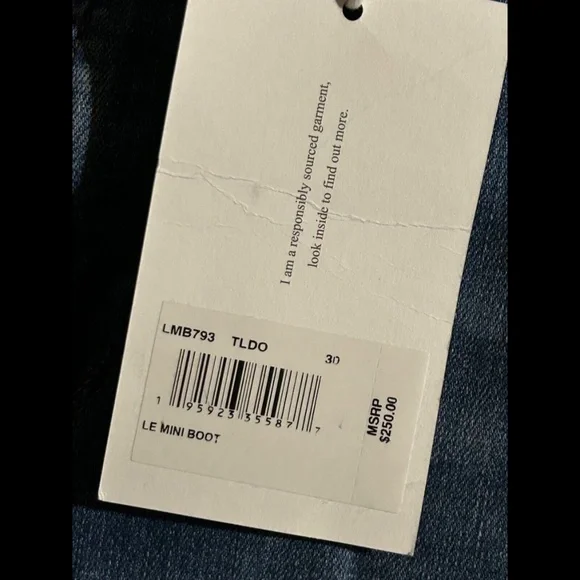 I am a responsibly sourced garment,
look inside to find out more.
LMB793 TLDO 30
1 95923 35587 7
LE MINI BOOT
MSRP
$250.00